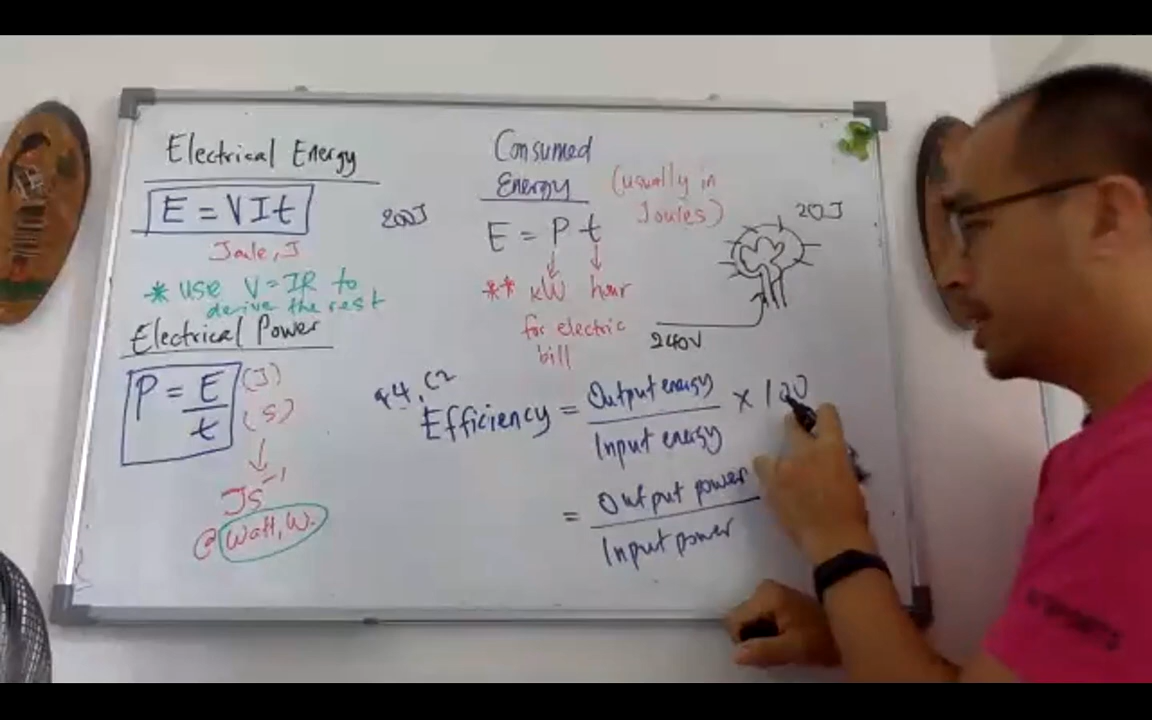 Electrical Energy
E = VIt
Joule, J
* use V = IR to
derive the rest
Electrical Power
P = E/t
(J)
(s)
Js⁻¹
@ Watt, W.
200J
Consumed
Energy
(usually in
Joules)
E = P t
** kW hour
for electric
bill
20J
240V
F4, C2
Efficiency = Output energy / Input energy × 100
= Output power / Input power